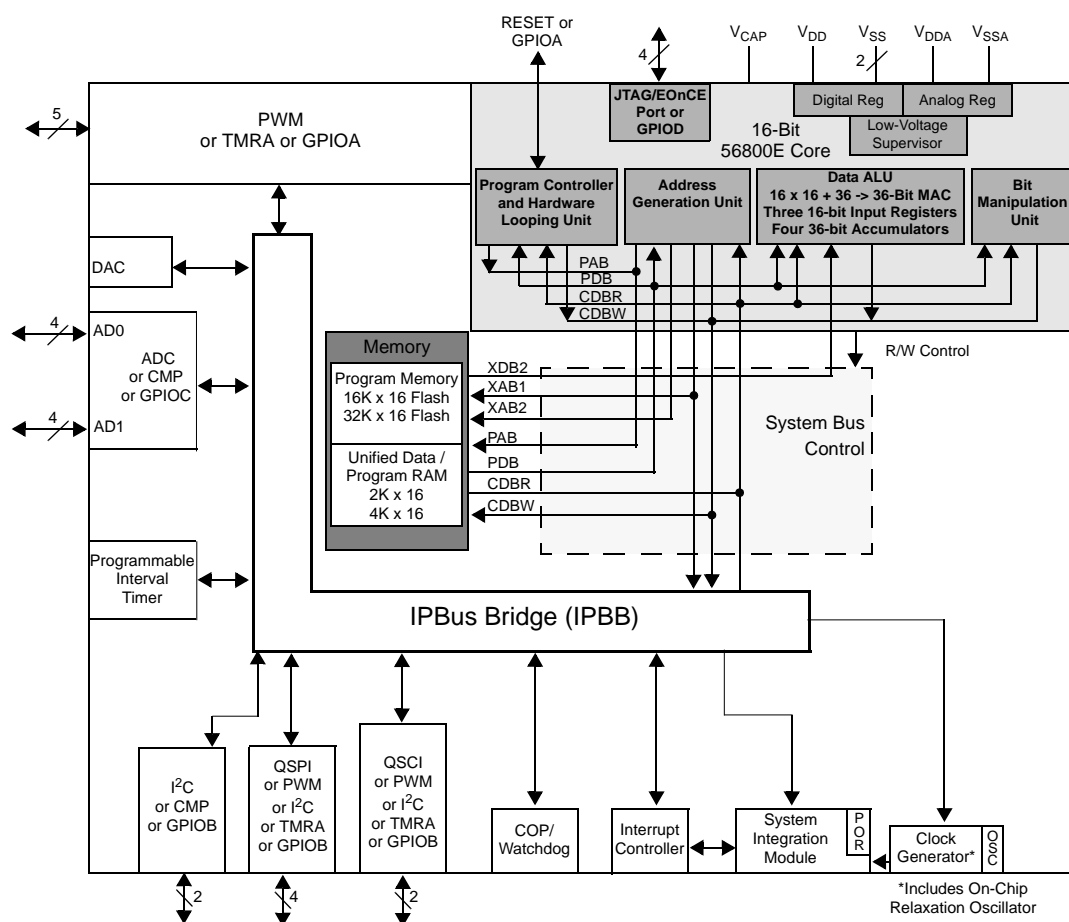 RESET or
GPIOA
4
VCAP
VDD
VSS
2
VDDA
VSSA
5
PWM
or TMRA or GPIOA
JTAG/EOnCE
Port or
GPIOD
Digital Reg
Analog Reg
16-Bit
56800E Core
Low-Voltage
Supervisor
Program Controller
and Hardware
Looping Unit
Address
Generation Unit
Data ALU
16 x 16 + 36 -> 36-Bit MAC
Three 16-bit Input Registers
Four 36-bit Accumulators
Bit
Manipulation
Unit
PAB
PDB
CDBR
CDBW
DAC
4
AD0
ADC
or CMP
or GPIOC
4
AD1
Memory
Program Memory
16K x 16 Flash
32K x 16 Flash
Unified Data /
Program RAM
2K x 16
4K x 16
R/W Control
XDB2
XAB1
XAB2
PAB
PDB
CDBR
CDBW
System Bus
Control
Programmable
Interval
Timer
IPBus Bridge (IPBB)
I2C
or CMP
or GPIOB
2
QSPI
or PWM
or I2C
or TMRA
or GPIOB
4
QSCI
or PWM
or I2C
or TMRA
or GPIOB
2
COP/
Watchdog
Interrupt
Controller
System
Integration
Module
POR
Clock
Generator*
OSC
*Includes On-Chip
Relaxation Oscillator